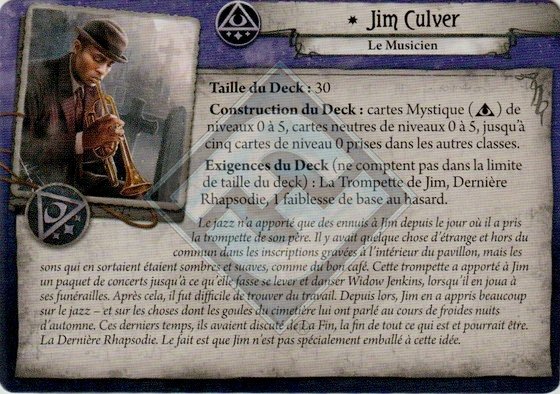 Jim Culver
Le Musicien
Taille du Deck : 30
Construction du Deck : cartes Mystique ( ) de
niveaux 0 à 5, cartes neutres de niveaux 0 à 5, jusqu'à
cinq cartes de niveau 0 prises dans les autres classes.
Exigences du Deck (ne comptent pas dans la limite
de taille du deck) : La Trompette de Jim, Dernière
Rhapsodie, 1 faiblesse de base au hasard.
Le jazz n'a apporté que des ennuis à Jim depuis le jour où il a pris
la trompette de son père. Il y avait quelque chose d'étrange et hors du
commun dans les inscriptions gravées à l'intérieur du pavillon, mais les
sons qui en sortaient étaient sombres et suaves, comme du bon café. Cette trompette a apporté à Jim
un paquet de concerts jusqu'à ce qu'elle fasse se lever et danser Widow Jenkins, lorsqu'il en joua à
ses funérailles. Après cela, il fut difficile de trouver du travail. Depuis lors, Jim en a appris beaucoup
sur le jazz – et sur les choses dont les goules du cimetière lui ont parlé au cours de froides nuits
d'automne. Ces derniers temps, ils avaient discuté de La Fin, la fin de tout ce qui est et pourrait être.
La Dernière Rhapsodie. Le fait est que Jim n'est pas spécialement emballé à cette idée.